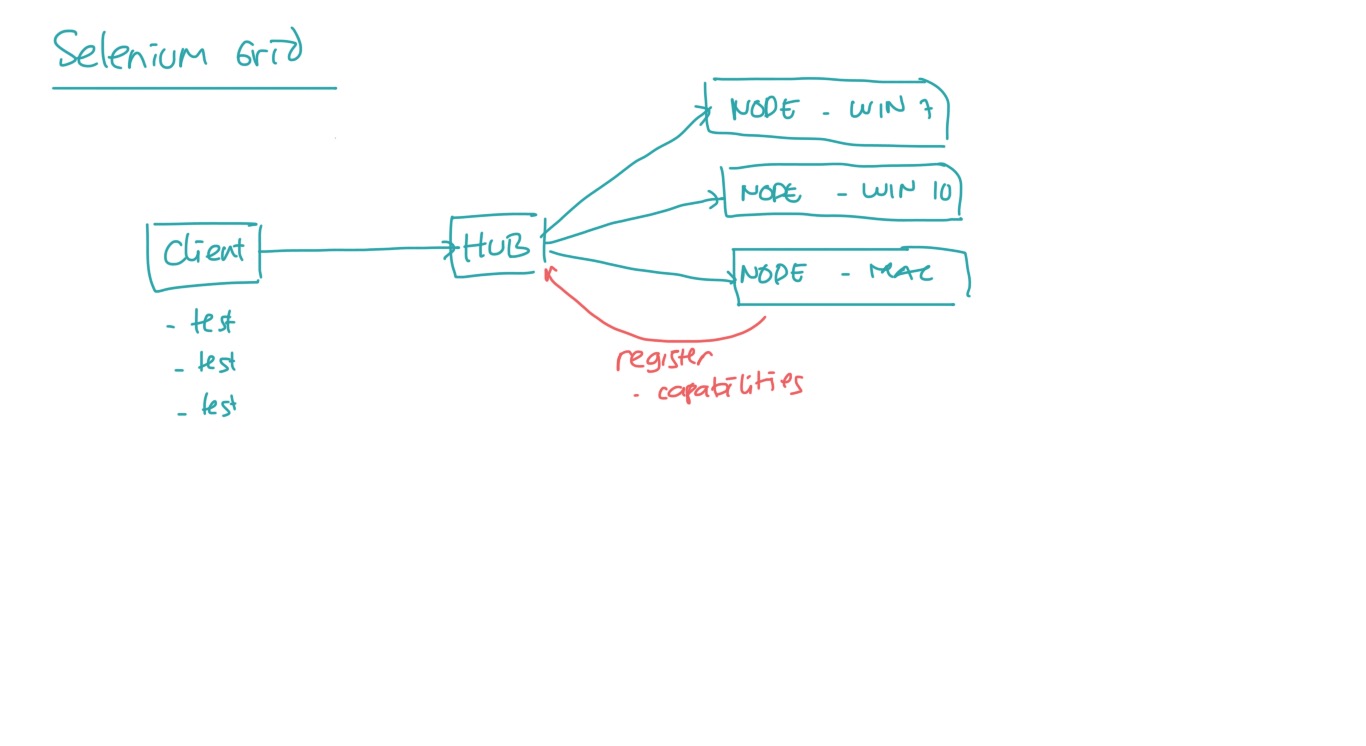 Selenium Grid
NODE - WIN 7
NODE - WIN 10
Client
HUB
NODE - MAC
- test
- test
- test
register
- capabilities